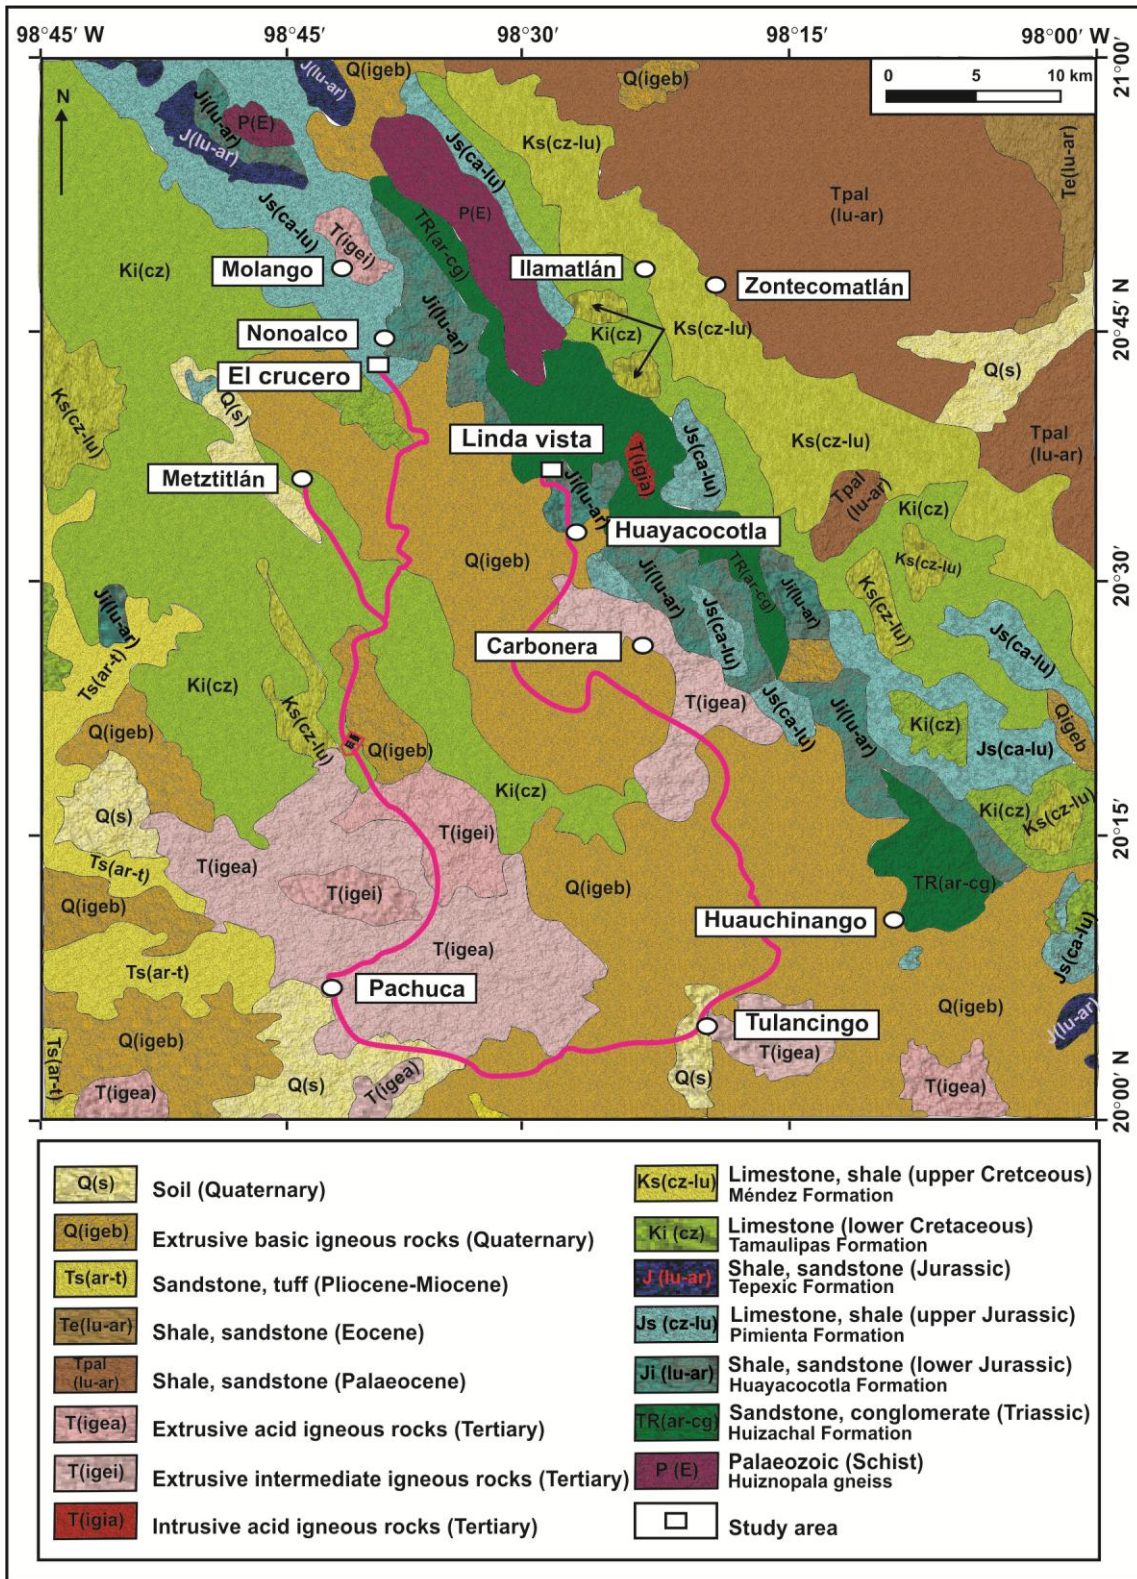 98°45′ W
98°45′
98°30′
98°15′
98°00′ W
21°00′
N
0 5 10 km
J(lu-ar)
Q(igeb)
Q(igeb)
Ji(lu-ar)
P(E)
J(lu-ar)
Js(ca-lu)
Ks(cz-lu)
Te(lu-ar)
Tpal
(lu-ar)
Js(ca-lu)
P(E)
TR(ar-cg)
T(igei)
Ki(cz)
Molango
Ilamatlán
Zontecomatlán
Ji(lu-ar)
Nonoalco
Ki(cz)
Ks(cz-lu)
20°45′ N
El crucero
Q(s)
Q(s)
Ks(cz-lu)
Linda vista
Ks(cz-lu)
Js(ca-lu)
Tpal
(lu-ar)
T(igia)
Metztitlán
Ji(lu-ar)
Tpal
(lu-ar)
Ki(cz)
Huayacocotla
Q(igeb)
Ks(cz-lu)
20°30′
Ji(lu-ar)
TR(ar-cg)
Ji(lu-ar)
Ji(lu-ar)
Ks(cz-lu)
Js(ca-lu)
Js(ca-lu)
Carbonera
Ts(ar-t)
Ki(cz)
T(igea)
Js(ca-lu)
Ji(lu-ar)
Ks(cz-lu)
Ki(cz)
Q(igeb)
Q(igeb)
Js(ca-lu)
Qigeb
Ki(cz)
Ki(cz)
Ks(cz-lu)
Q(s)
20°15′
T(igei)
Ts(ar-t)
T(igea)
T(igei)
Q(igeb)
TR(ar-cg)
Q(igeb)
Huauchinango
T(igea)
Js(ca-lu)
Ts(ar-t)
Pachuca
Q(igeb)
Tulancingo
J(lu-ar)
Q(igeb)
T(igea)
Ts(ar-t)
Q(s)
Q(s)
T(igea)
T(igea)
T(igea)
20°00′ N
Q(s) Soil (Quaternary)
Q(igeb) Extrusive basic igneous rocks (Quaternary)
Ts(ar-t) Sandstone, tuff (Pliocene-Miocene)
Te(lu-ar) Shale, sandstone (Eocene)
Tpal
(lu-ar) Shale, sandstone (Palaeocene)
T(igea) Extrusive acid igneous rocks (Tertiary)
T(igei) Extrusive intermediate igneous rocks (Tertiary)
T(igia) Intrusive acid igneous rocks (Tertiary)
Ks(cz-lu) Limestone, shale (upper Cretceous)
Méndez Formation
Ki (cz) Limestone (lower Cretaceous)
Tamaulipas Formation
J (lu-ar) Shale, sandstone (Jurassic)
Tepexic Formation
Js (cz-lu) Limestone, shale (upper Jurassic)
Pimienta Formation
Ji (lu-ar) Shale, sandstone (lower Jurassic)
Huayacocotla Formation
TR(ar-cg) Sandstone, conglomerate (Triassic)
Huizachal Formation
P (E) Palaeozoic (Schist)
Huiznopala gneiss
Study area